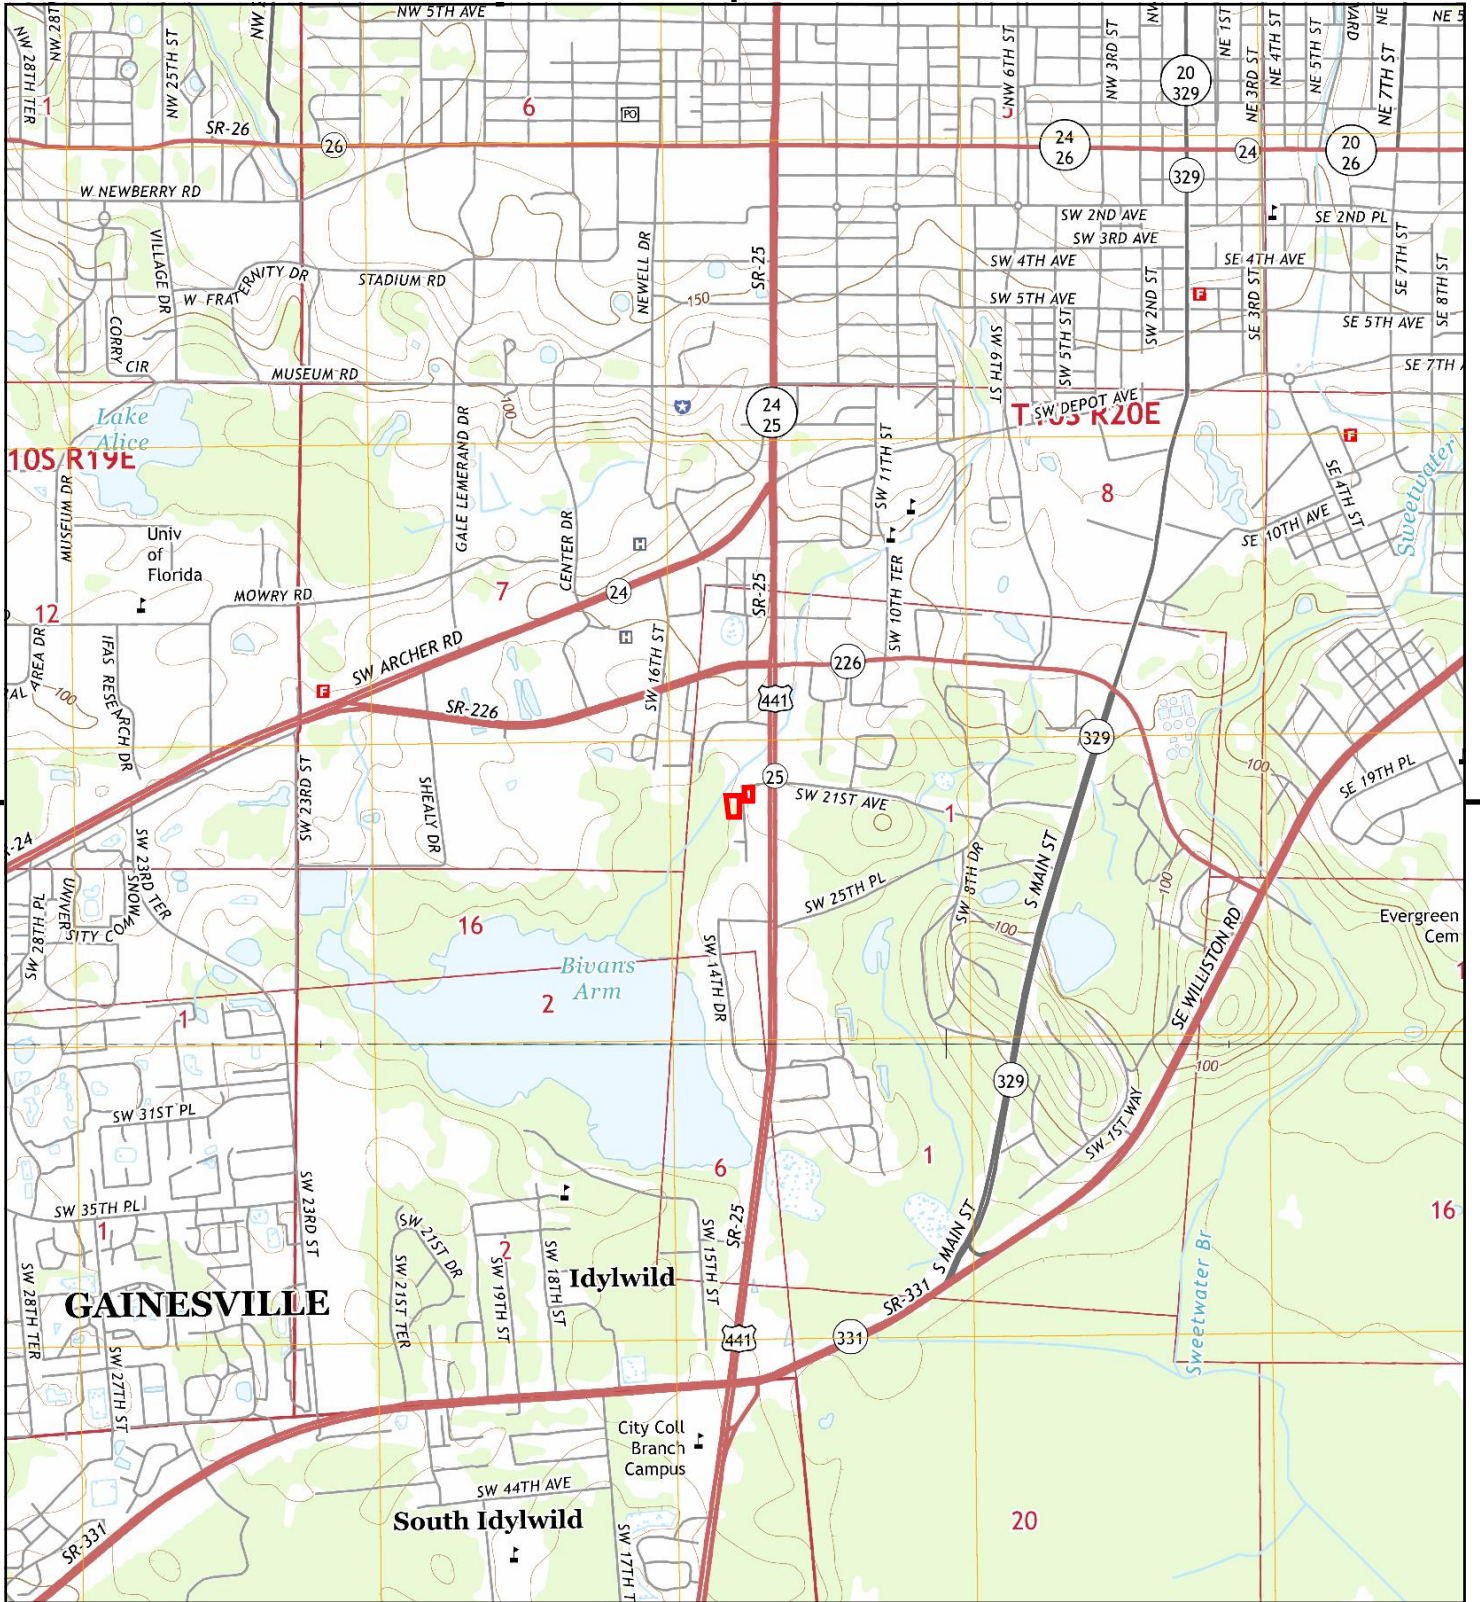 NW 5TH AVE
NW 28TH TER
NW 25TH ST
NW 6TH ST
NW 3RD ST
NE 1ST
NE 3RD ST
NE 4TH ST
NE 5TH ST
NE 7TH ST
NE 5
1
6
PO
20
329
SR-26
26
24
26
24
20
26
329
W NEWBERRY RD
SW 2ND AVE
SE 2ND PL
SW 3RD AVE
VILLAGE DR
W FRATERNITY DR
STADIUM RD
NEWELL DR
SR-25
150
SW 4TH AVE
SE 4TH AVE
SE 7TH ST
SE 8TH ST
SW 5TH AVE
SW 2ND ST
F
SE 3RD ST
SE 5TH AVE
CORRY CIR
MUSEUM RD
SW 6TH ST
SW 5TH ST
SE 7TH
SW DEPOT AVE
Lake
Alice
100
24
25
T10S R20E
10S R19E
F
GALE LEMERAND DR
SW 11TH ST
8
SE 4TH ST
Sweetwater
MUSEUM DR
Univ
of
Florida
CENTER DR
H
SE 10TH AVE
12
MOWRY RD
7
24
SR-25
SW 10TH TER
AREA DR
IFAS RESEARCH DR
SW ARCHER RD
H
SW 16TH ST
226
100
F
SR-226
441
329
100
SW 23RD ST
SHEALY DR
25
SW 21ST AVE
1
SE 19TH PL
-24
SW 23RD TER
SNOW
UNIVERSITY COM
SW 28TH PL
S MAIN ST
SW 8TH DR
SW 25TH PL
100
16
100
SE WILLISTON RD
Evergreen
Cem
Bivans
Arm
2
SW 14TH DR
1
1
329
100
SW 31ST PL
SW 1ST WAY
6
1
SW 35TH PL
1
SW 23RD ST
SW 21ST DR
SR-25
S MAIN ST
16
SW 28TH TER
GAINESVILLE
SW 21ST TER
2
SW 19TH ST
SW 18TH ST
Idylwild
SW 15TH ST
SR-331
Sweetwater Br
441
331
SW 27TH ST
City Coll
Branch
Campus
SW 44TH AVE
South Idylwild
SW 17TH T
SR-331
20